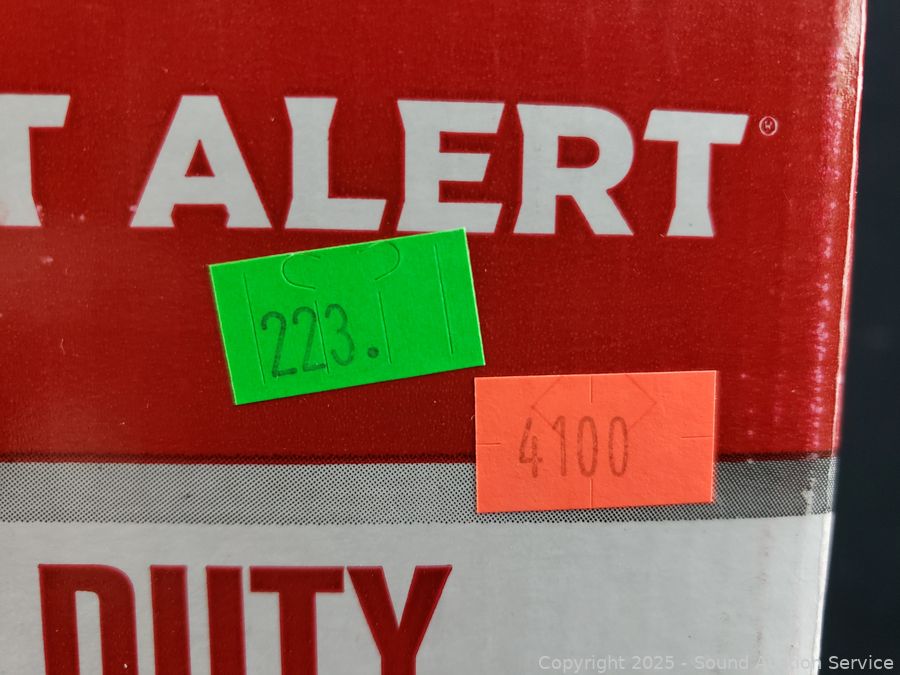 T ALERT®
223.
4100
DUTY
Copyright 2025 - Sound Auction Service